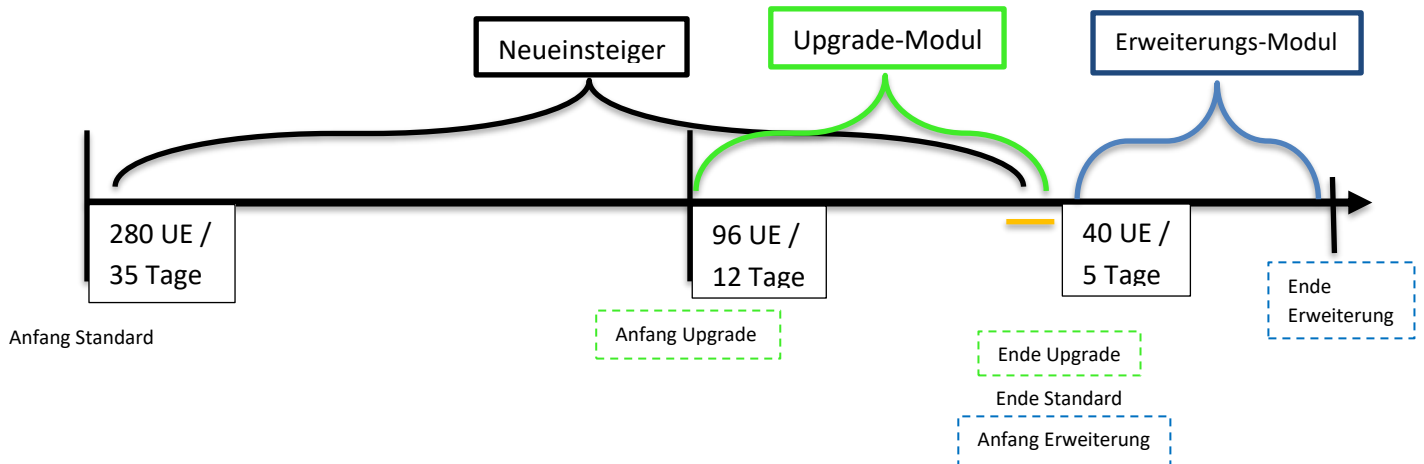 Neueinsteiger
Upgrade-Modul
Erweiterungs-Modul
280 UE /
35 Tage
96 UE /
12 Tage
40 UE /
5 Tage
Ende
Erweiterung
Anfang Standard
Anfang Upgrade
Ende Upgrade
Ende Standard
Anfang Erweiterung